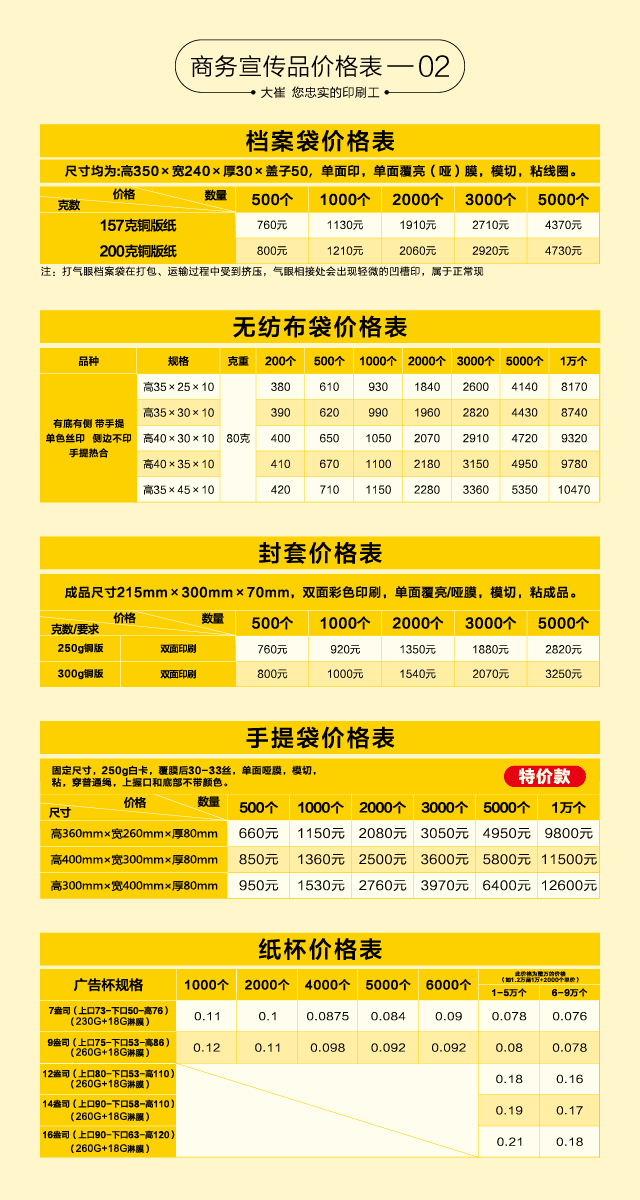 商务宣传品价格表—02
大崔 您忠实的印刷工
档案袋价格表
尺寸均为:高350×宽240×厚30×盖子50，单面印，单面覆亮（哑）膜，模切，粘线圈。
克数 价格 数量 500个 1000个 2000个 3000个 5000个
157克铜版纸 760元 1130元 1910元 2710元 4370元
200克铜版纸 800元 1210元 2060元 2920元 4730元
注：打气眼档案袋在打包、运输过程中受到挤压，气眼相接处会出现轻微的凹槽印，属于正常现
无纺布袋价格表
品种 规格 克重 200个 500个 1000个 2000个 3000个 5000个 1万个
有底有侧 带手提
单色丝印 侧边不印
手提热合
80克
高35×25×10 380 610 930 1840 2600 4140 8170
高35×30×10 390 620 990 1960 2820 4430 8740
高40×30×10 400 650 1050 2070 2910 4720 9320
高40×35×10 410 670 1100 2180 3150 4950 9780
高35×45×10 420 710 1150 2280 3360 5350 10470
封套价格表
成品尺寸215mm×300mm×70mm，双面彩色印刷，单面覆亮/哑膜，模切，粘成品。
克数/要求 价格 数量 500个 1000个 2000个 3000个 5000个
250g铜版 双面印刷 760元 920元 1350元 1880元 2820元
300g铜版 双面印刷 800元 1000元 1540元 2070元 3250元
手提袋价格表
固定尺寸，250g白卡，覆膜后30-33丝，单面哑膜，模切，
粘，穿普通绳，上握口和底部不带颜色。
特价款
尺寸 价格 数量 500个 1000个 2000个 3000个 5000个 1万个
高360mm×宽260mm×厚80mm 660元 1150元 2080元 3050元 4950元 9800元
高400mm×宽300mm×厚80mm 850元 1360元 2500元 3600元 5800元 11500元
高300mm×宽400mm×厚80mm 950元 1530元 2760元 3970元 6400元 12600元
纸杯价格表
广告杯规格 1000个 2000个 4000个 5000个 6000个
此价格为整万的价格
（如1.2万需1万+2000个单价）
1-5万个 6-9万个
7盎司（上口73-下口50-高76）
（230G+18G淋膜）
0.11 0.1 0.0875 0.084 0.09 0.078 0.076
9盎司（上口75-下口53-高86）
（260G+18G淋膜）
0.12 0.11 0.098 0.092 0.092 0.08 0.078
12盎司（上口80-下口53-高110）
（260G+18G淋膜）
0.18 0.16
14盎司（上口90-下口58-高110）
（260G+18G淋膜）
0.19 0.17
16盎司（上口90-下口63-高120）
（260G+18G淋膜）
0.21 0.18